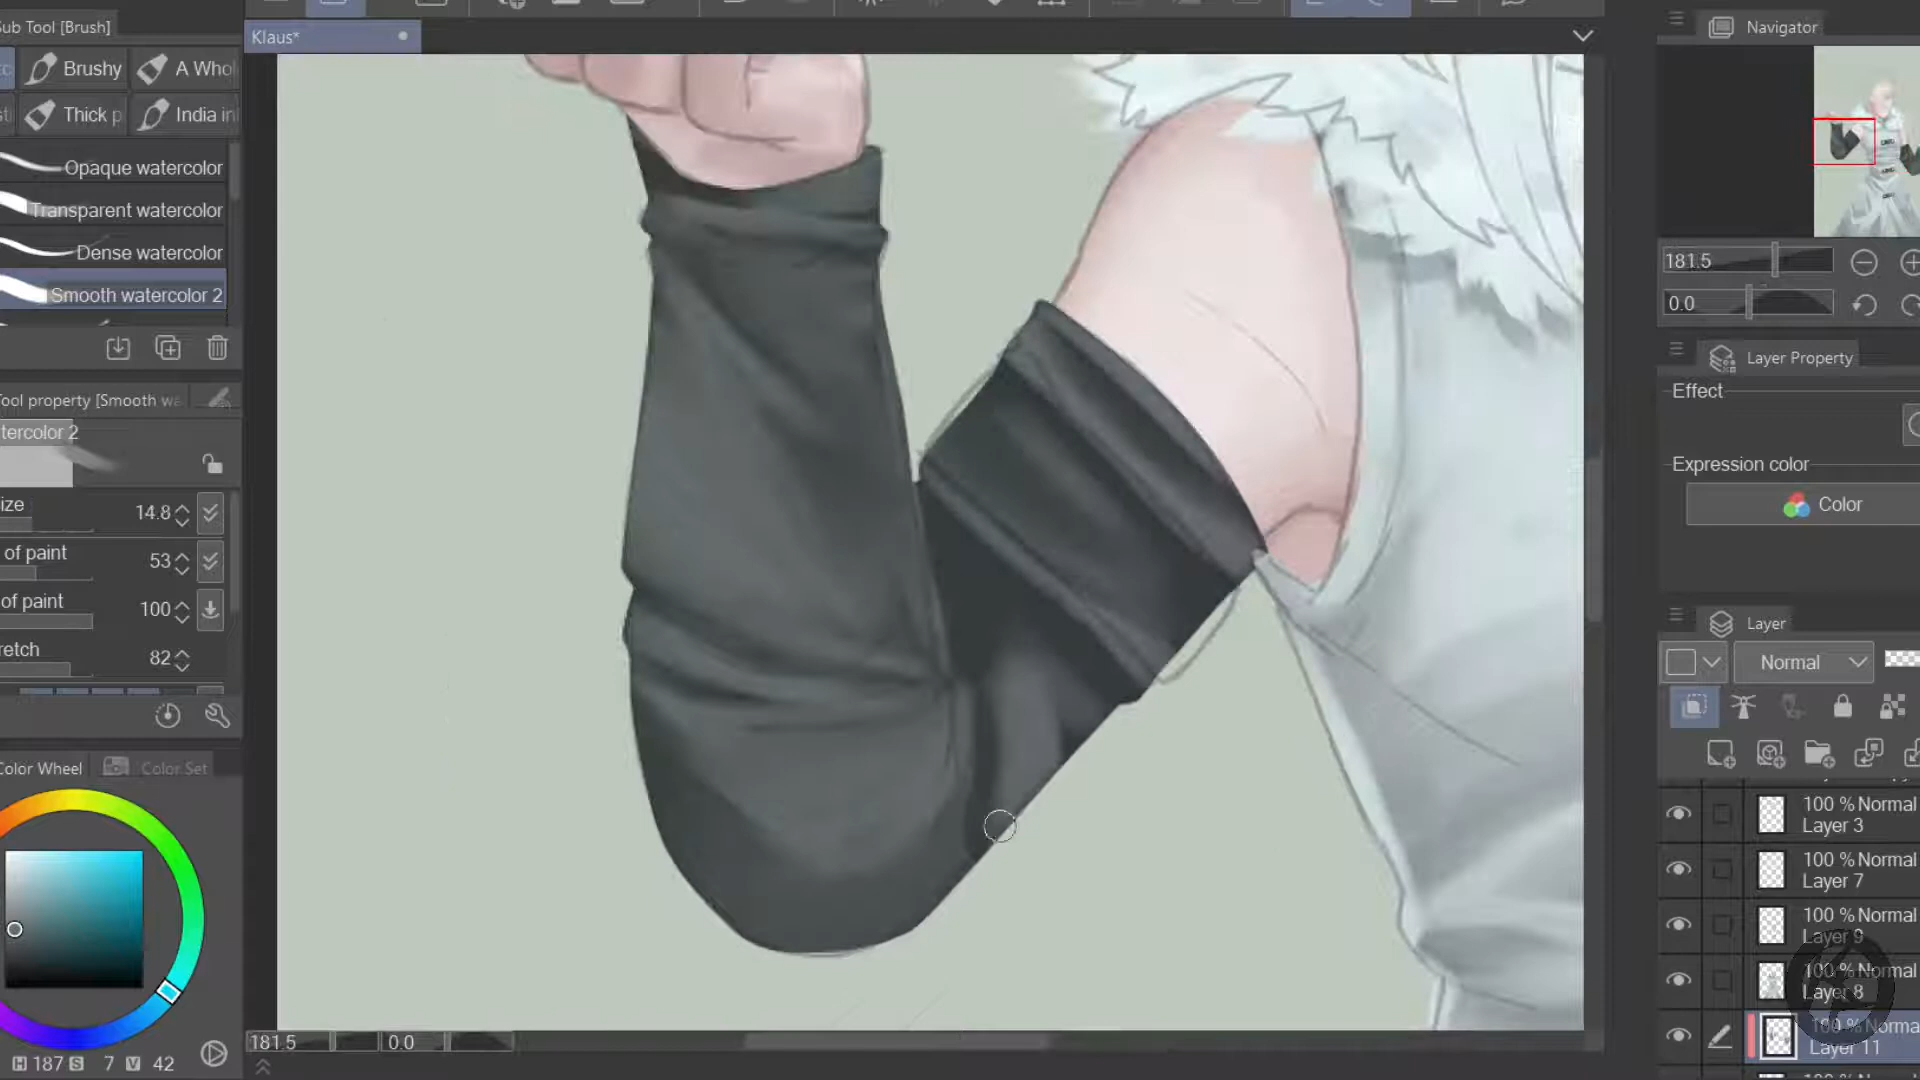 Sub Tool [Brush]
Brushy
A Whol
Thick p
India in
Opaque watercolor
Transparent watercolor
Dense watercolor
Smooth watercolor 2
Tool property [Smooth wa
tercolor 2
ize
14.8
of paint
53
of paint
100
retch
82
Color Wheel
Color Set
H 187 S 7 V 42
Klaus*
181.5
0.0
Navigator
181.5
0.0
Layer Property
Effect
Expression color
Color
Layer
Normal
100 % Normal
Layer 3
100 % Normal
Layer 7
100 % Normal
Layer 9
100 % Normal
Layer 8
100 % Norma
Layer 11